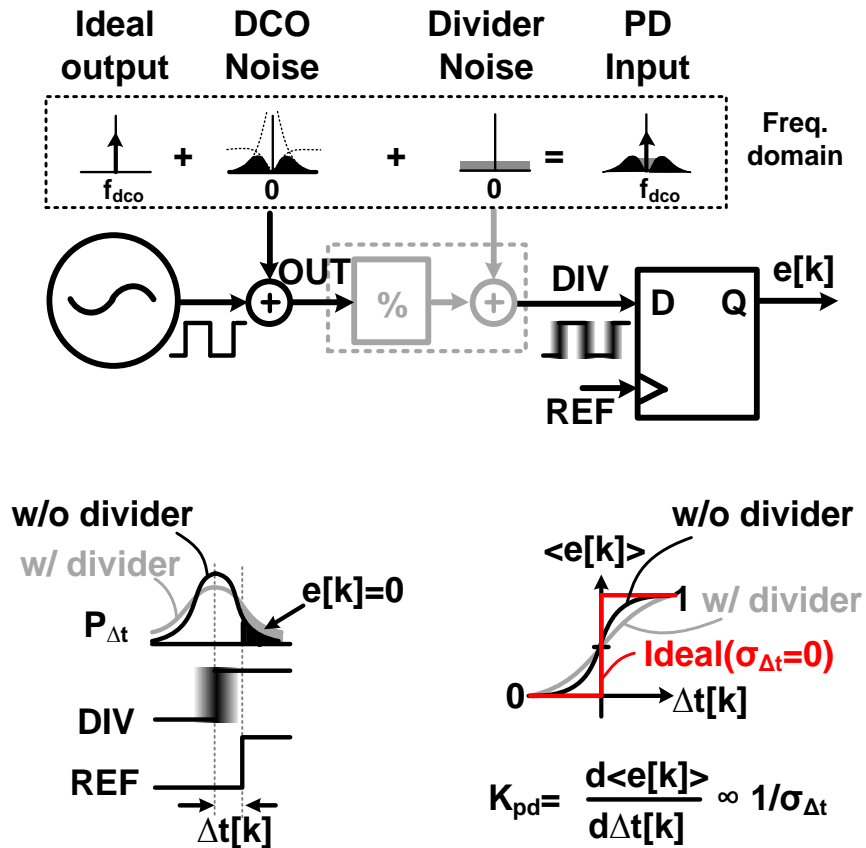 Ideal output
DCO Noise
Divider Noise
PD Input
Freq. domain
+
+
=
f_dco
0
0
f_dco
OUT
%
+
+
DIV
D Q
e[k]
REF
w/o divider
w/ divider
e[k]=0
P_Δt
DIV
REF
Δt[k]
w/o divider
<e[k]>
1
w/ divider
Ideal(σ_Δt=0)
0
Δt[k]
K_pd= d<e[k]>/dΔt[k] ∝ 1/σ_Δt